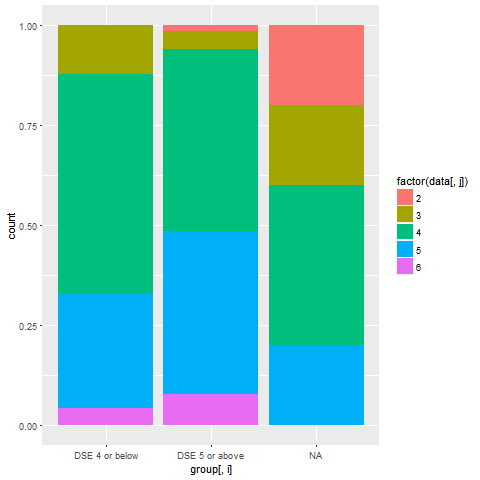 1.00
0.75
0.50
0.25
0.00
count
DSE 4 or below
DSE 5 or above
NA
group[, i]
factor(data[, j])
2
3
4
5
6